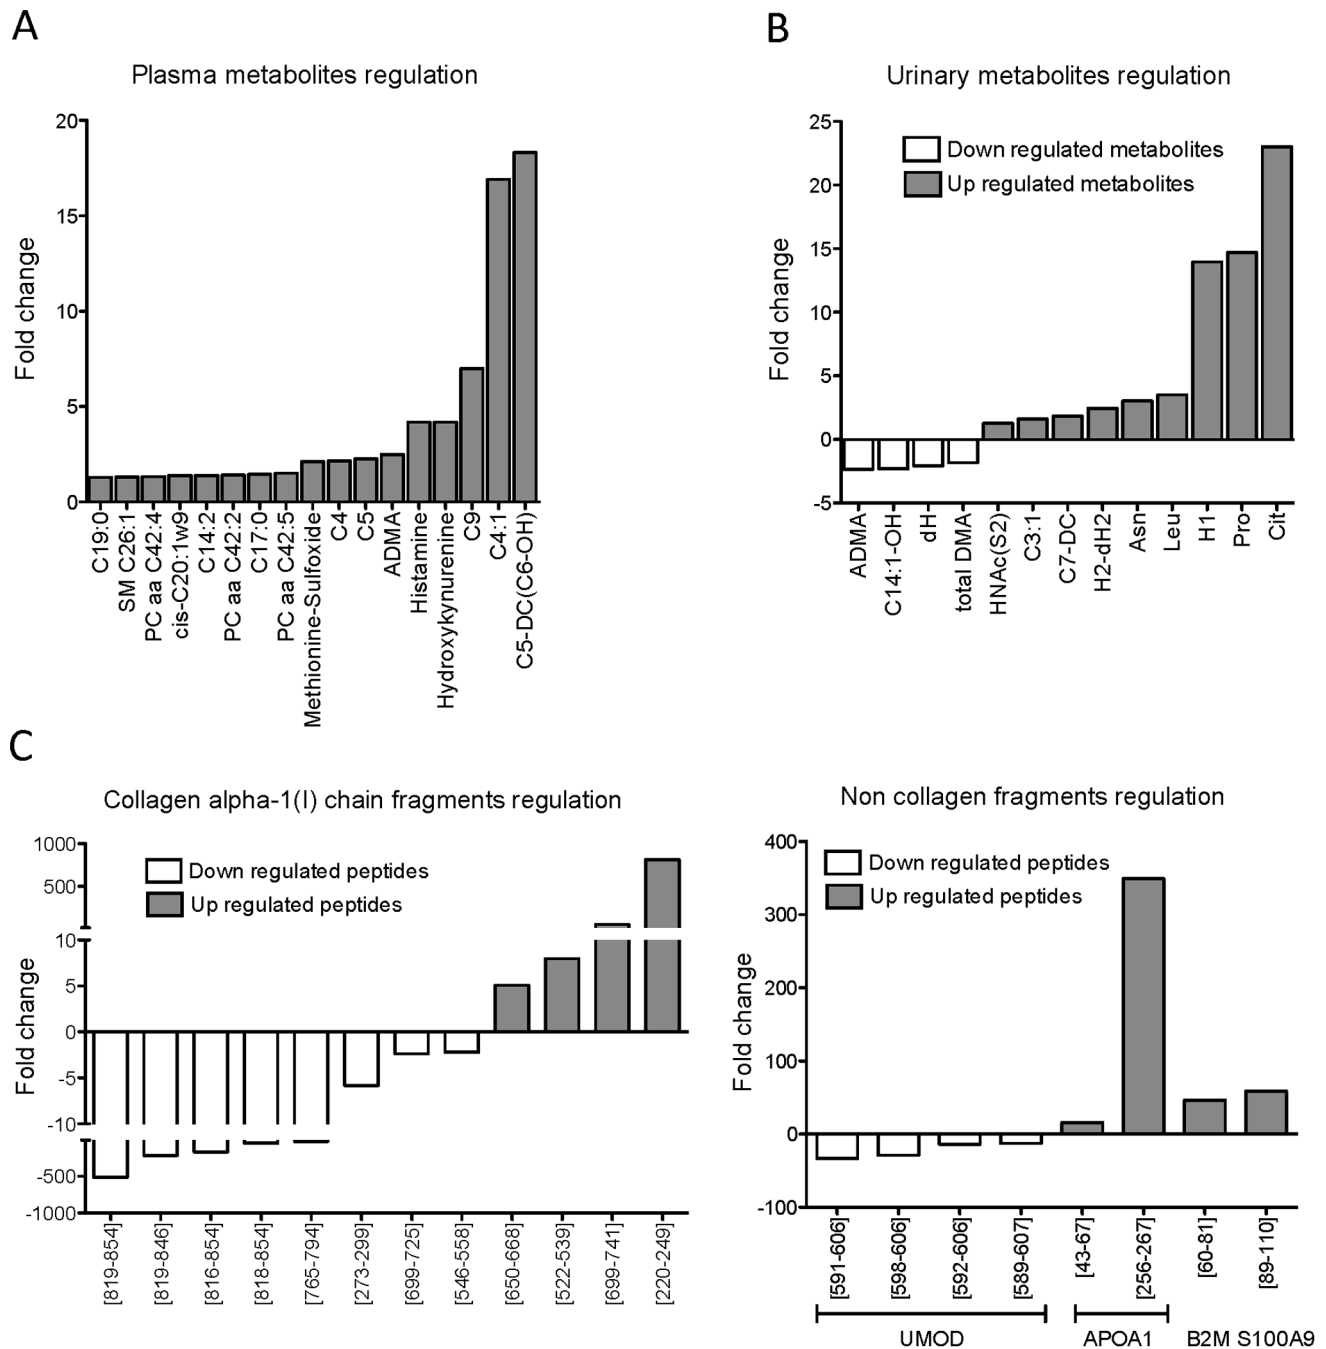 A
Plasma metabolites regulation
Fold change
20
15
10
5
0
C19:0
SM C26:1
PC aa C42:4
cis-C20:1w9
C14:2
PC aa C42:2
C17:0
PC aa C42:5
Methionine-Sulfoxide
C4
C5
ADMA
Histamine
Hydroxykynurenine
C9
C4:1
C5-DC(C6-OH)
B
Urinary metabolites regulation
Down regulated metabolites
Up regulated metabolites
Fold change
25
20
15
10
5
0
-5
ADMA
C14:1-OH
dH
total DMA
HNAc(S2)
C3:1
C7-DC
H2-dH2
Asn
Leu
H1
Pro
Cit
C
Collagen alpha-1(I) chain fragments regulation
Down regulated peptides
Up regulated peptides
Fold change
1000
500
10
5
0
-5
-10
-500
-1000
[819-854]
[819-846]
[816-854]
[818-854]
[765-794]
[273-299]
[699-725]
[546-558]
[650-668]
[522-539]
[699-741]
[220-249]
Non collagen fragments regulation
Down regulated peptides
Up regulated peptides
Fold change
400
300
200
100
0
-100
[591-606]
[598-606]
[592-606]
[589-607]
[43-67]
[256-267]
[60-81]
[89-110]
UMOD
APOA1
B2M S100A9